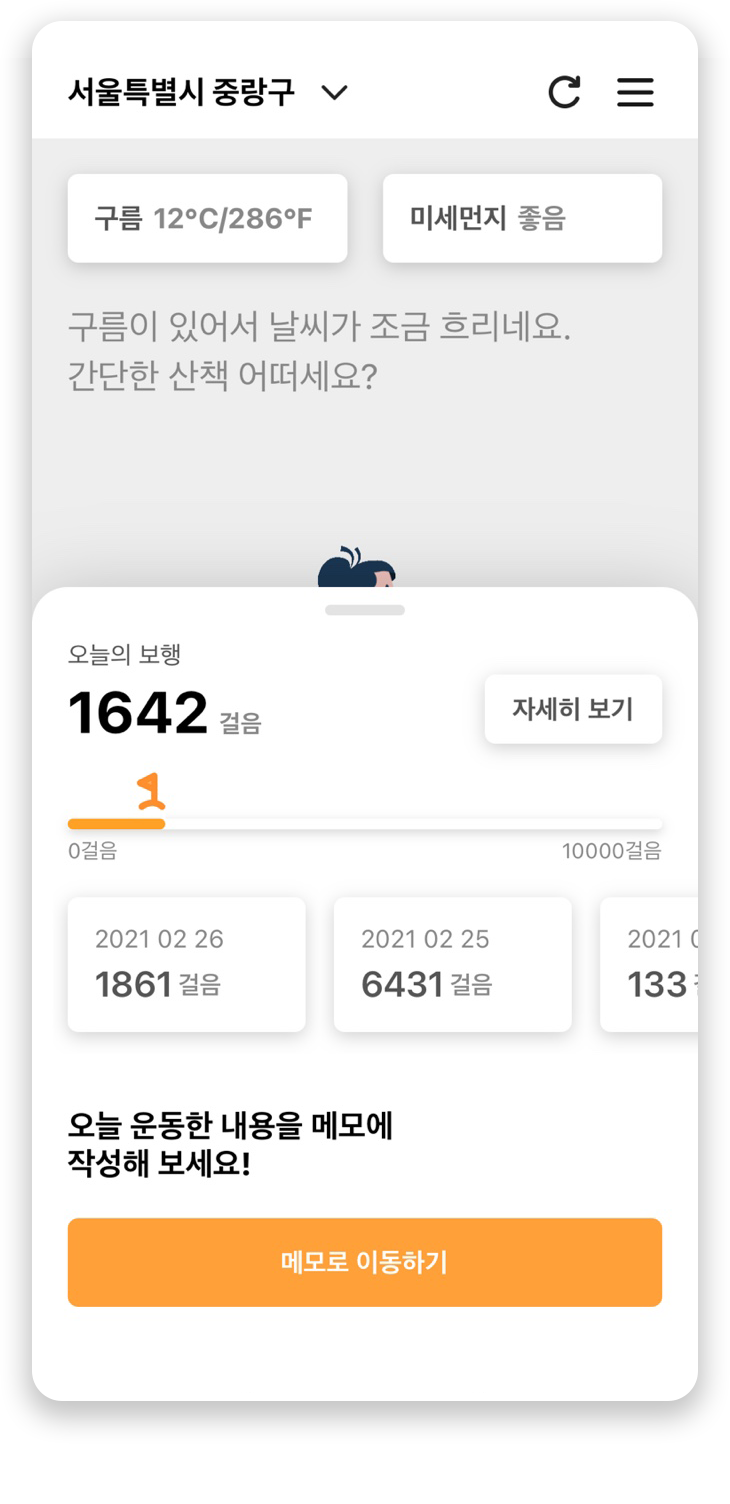 서울특별시 중랑구
구름 12°C/286°F
미세먼지 좋음
구름이 있어서 날씨가 조금 흐리네요.
간단한 산책 어떠세요?
오늘의 보행
1642 걸음
자세히 보기
0걸음
10000걸음
2021 02 26
1861 걸음
2021 02 25
6431 걸음
2021
133
오늘 운동한 내용을 메모에
작성해 보세요!
메모로 이동하기